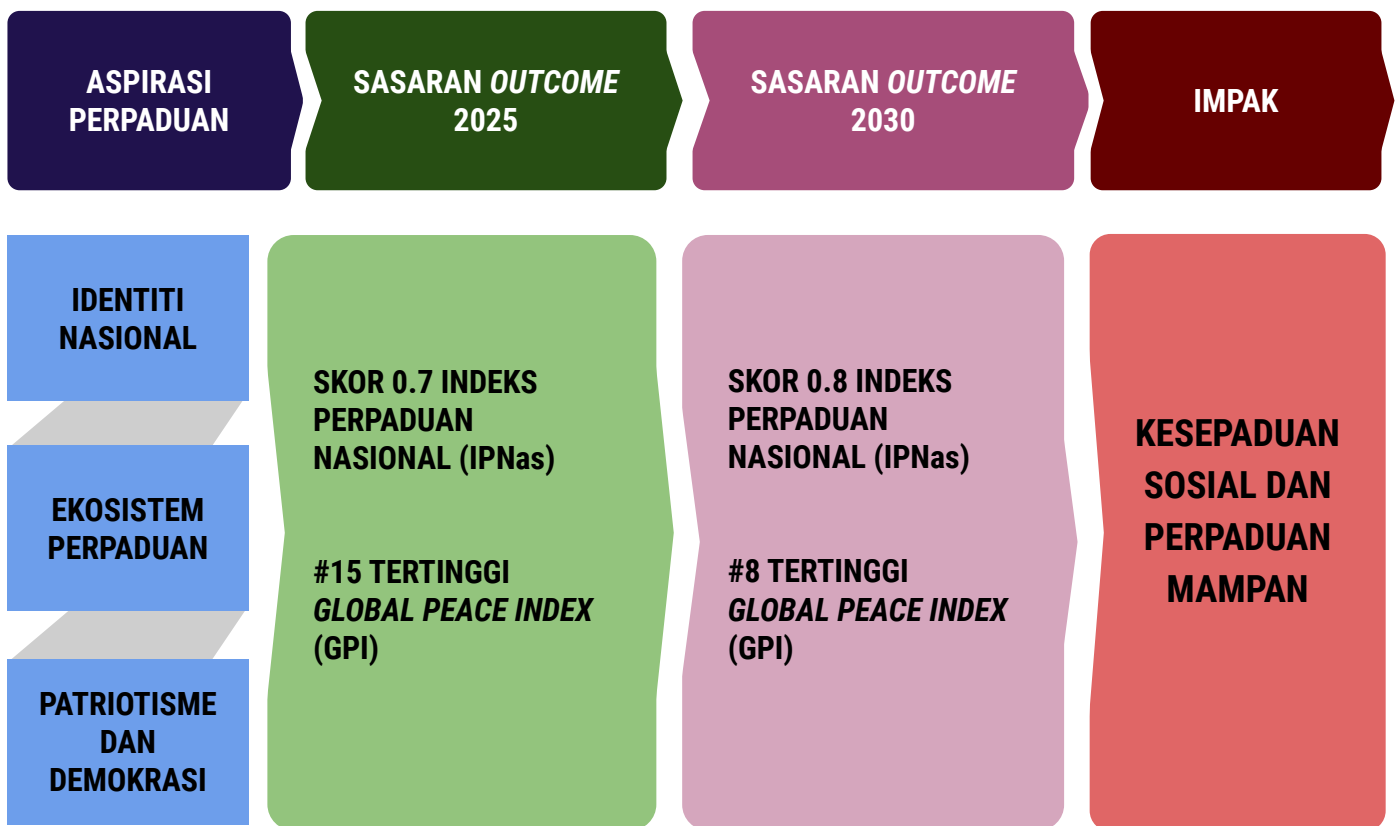 ASPIRASI
PERPADUAN
SASARAN OUTCOME
2025
SASARAN OUTCOME
2030
IMPAK
IDENTITI
NASIONAL
EKOSISTEM
PERPADUAN
PATRIOTISME
DAN
DEMOKRASI
SKOR 0.7 INDEKS
PERPADUAN
NASIONAL (IPNas)
#15 TERTINGGI
GLOBAL PEACE INDEX
(GPI)
SKOR 0.8 INDEKS
PERPADUAN
NASIONAL (IPNas)
#8 TERTINGGI
GLOBAL PEACE INDEX
(GPI)
KESEPADUAN
SOSIAL DAN
PERPADUAN
MAMPAN